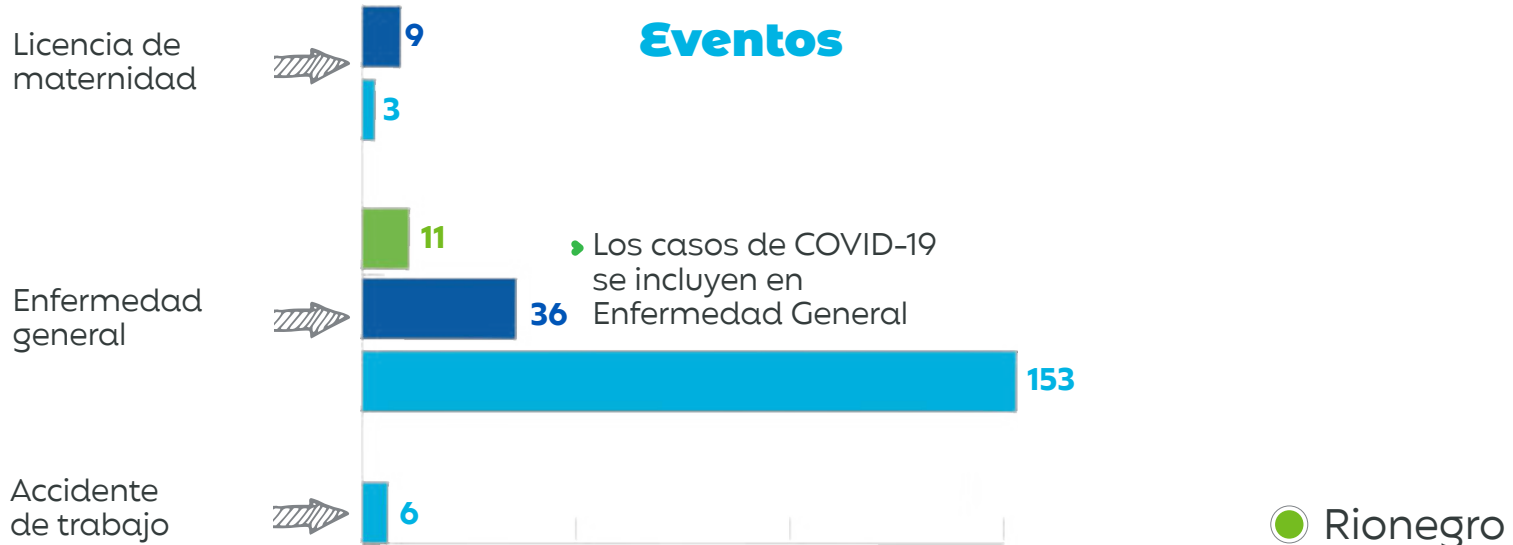 Eventos
Licencia de
maternidad
9
3
Enfermedad
general
11
36
153
Los casos de COVID-19
se incluyen en
Enfermedad General
Accidente
de trabajo
6
Rionegro